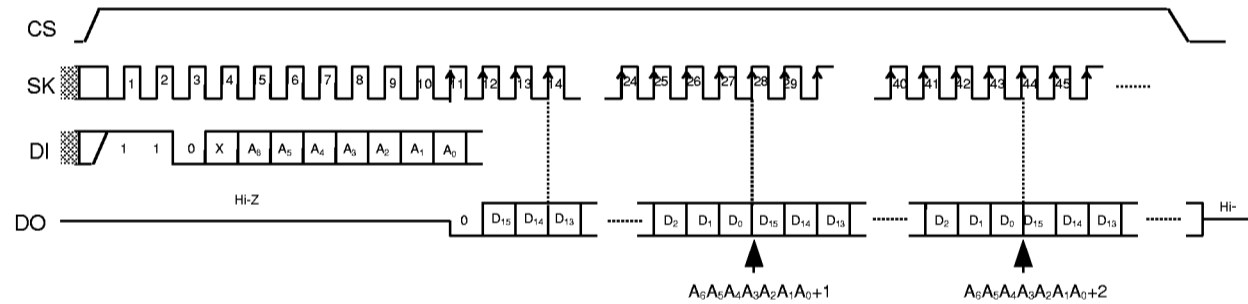 CS
SK 1 2 3 4 5 6 7 8 9 10 11 12 13 14 24 25 26 27 28 29 40 41 42 43 44 45
DI 1 1 0 X A₆ A₅ A₄ A₃ A₂ A₁ A₀
Hi-Z Hi-
DO 0 D₁₅ D₁₄ D₁₃ D₂ D₁ D₀ D₁₅ D₁₄ D₁₃ D₂ D₁ D₀ D₁₅ D₁₄ D₁₃
A₆A₅A₄A₃A₂A₁A₀+1 A₆A₅A₄A₃A₂A₁A₀+2